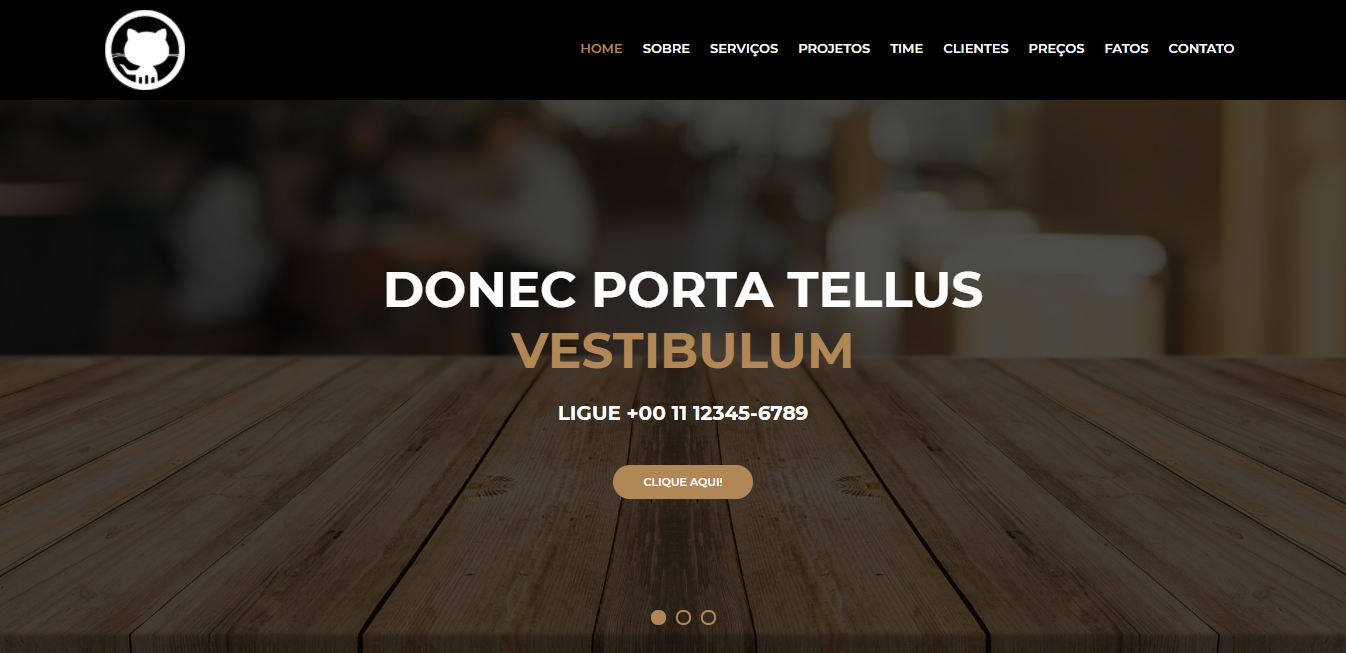 HOME SOBRE SERVIÇOS PROJETOS TIME CLIENTES PREÇOS FATOS CONTATO
DONEC PORTA TELLUS
VESTIBULUM
LIGUE +00 11 12345-6789
CLIQUE AQUI!